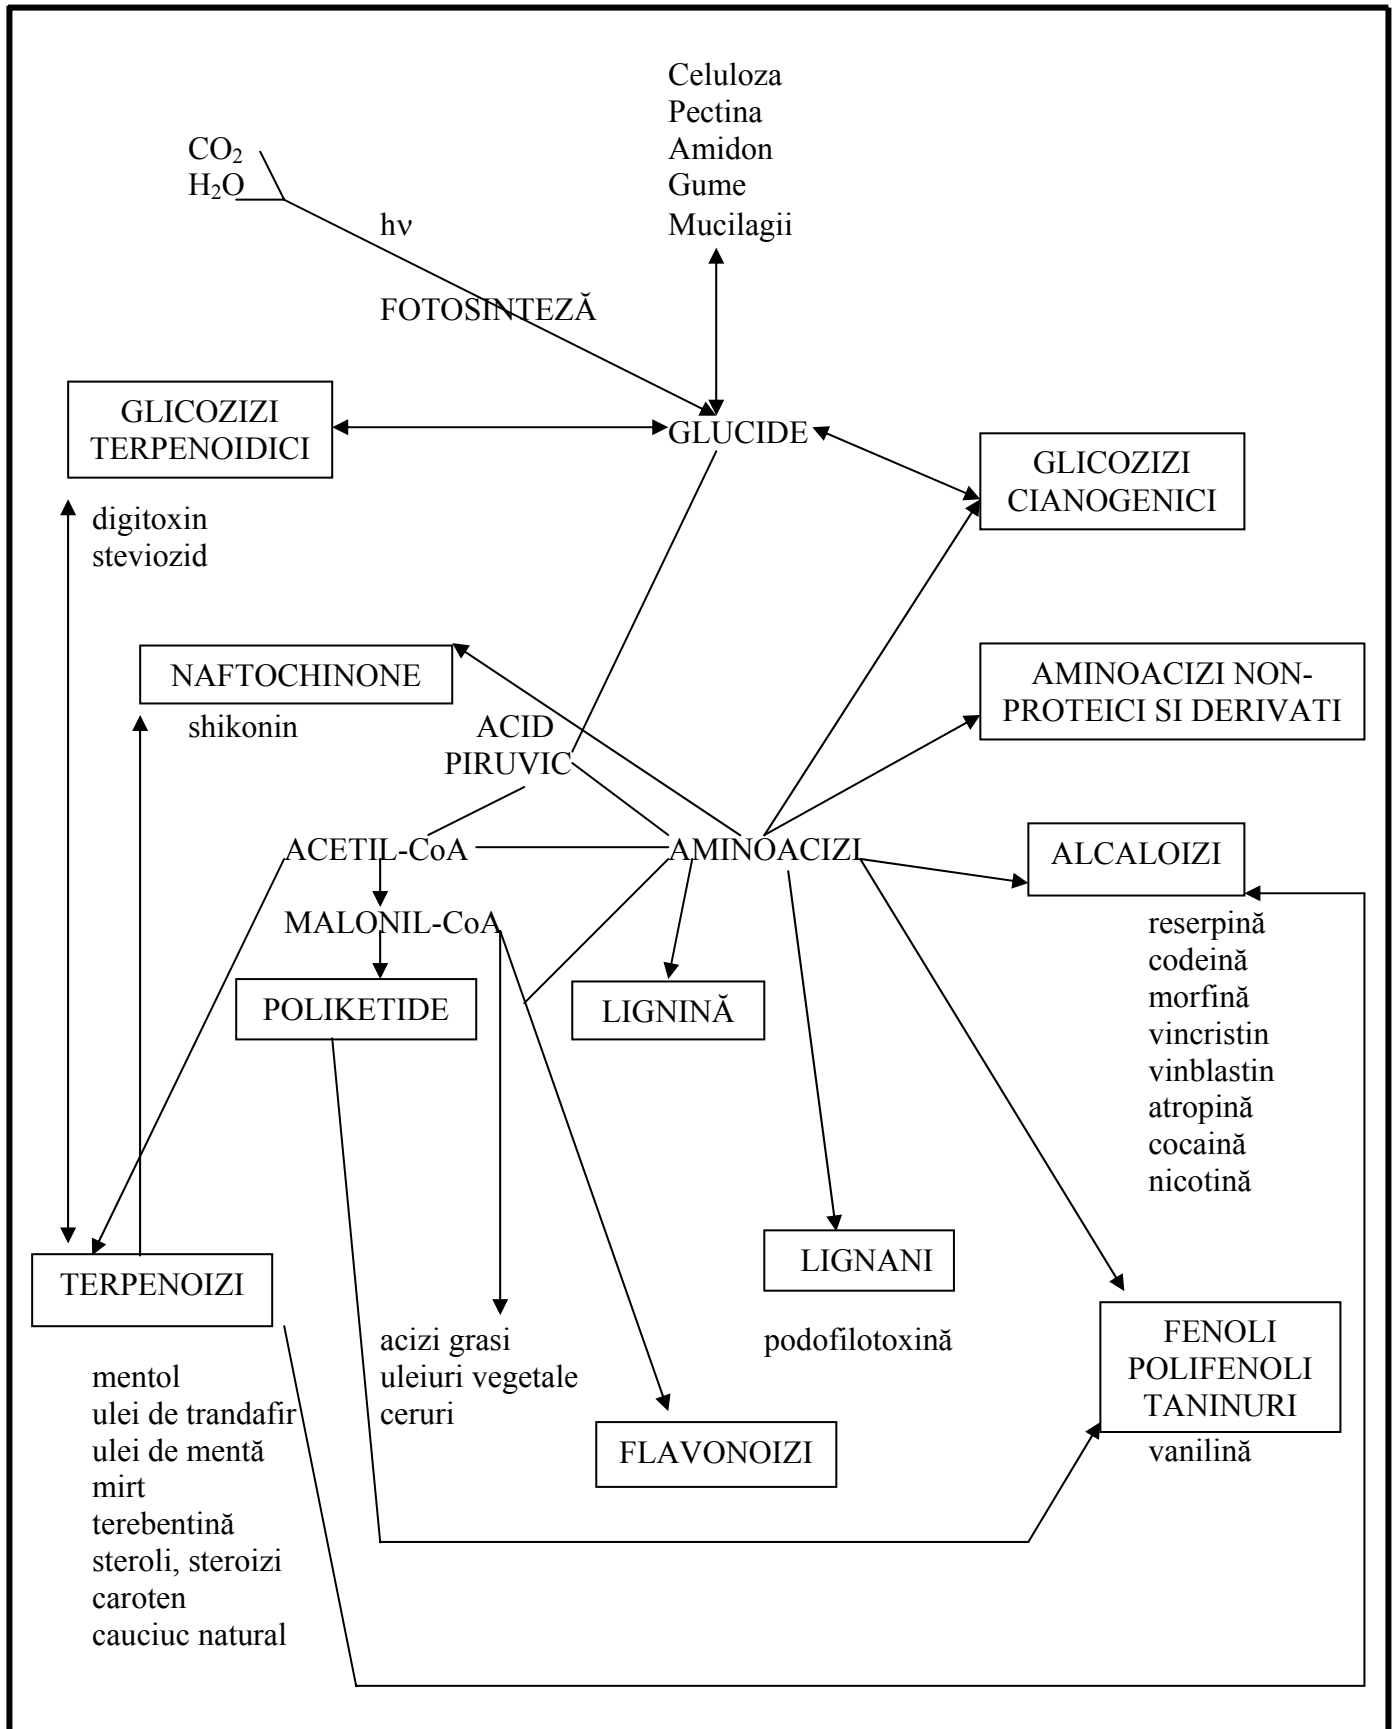 Celuloza
Pectina
Amidon
Gume
Mucilagii
CO₂
H₂O
hν
FOTOSINTEZĂ
GLICOZIZI
TERPENOIDICI
GLUCIDE
GLICOZIZI
CIANOGENICI
digitoxin
steviozid
NAFTOCHINONE
shikonin
ACID
PIRUVIC
AMINOACIZI NON-
PROTEICI SI DERIVATI
ACETIL-CoA
AMINOACIZI
ALCALOIZI
MALONIL-CoA
reserpină
codeină
morfină
vincristin
vinblastin
atropină
cocaină
nicotină
POLIKETIDE
LIGNINĂ
LIGNANI
podofilotoxină
TERPENOIZI
mentol
ulei de trandafir
ulei de mentă
mirt
terebentină
steroli, steroizi
caroten
cauciuc natural
acizi grasi
uleiuri vegetale
ceruri
FLAVONOIZI
FENOLI
POLIFENOLI
TANINURI
vanilină